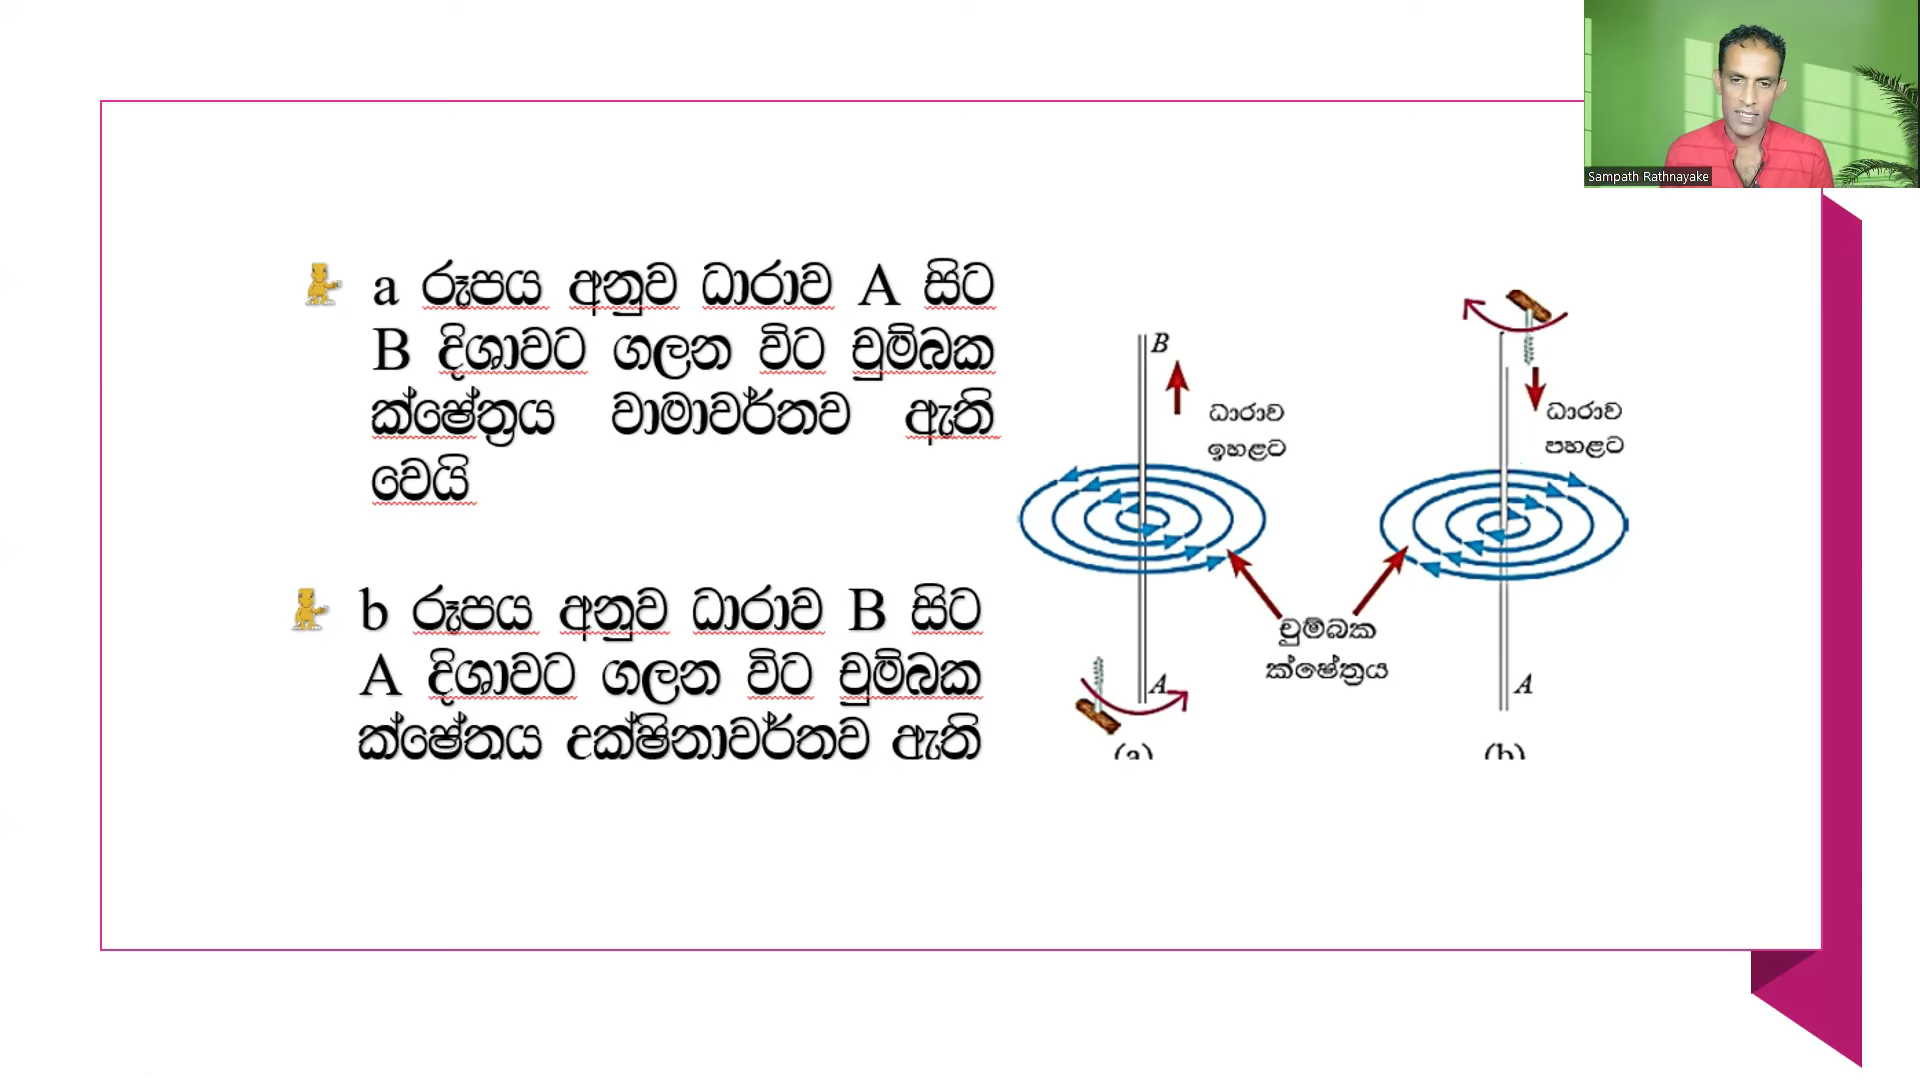 Sampath Rathnayake
a රූපය අනුව ධාරාව A සිට
B දිශාවට ගලන විට චුම්බක
ක්ෂේත්‍රය වාමාවර්තව ඇති
වෙයි
b රූපය අනුව ධාරාව B සිට
A දිශාවට ගලන විට චුම්බක
ක්ෂේත්‍රය දක්ෂිනාවර්තව ඇති
B
ධාරාව
ඉහළට
A
(a)
ධාරාව
පහළට
චුම්බක
ක්ෂේත්‍රය
A
(b)